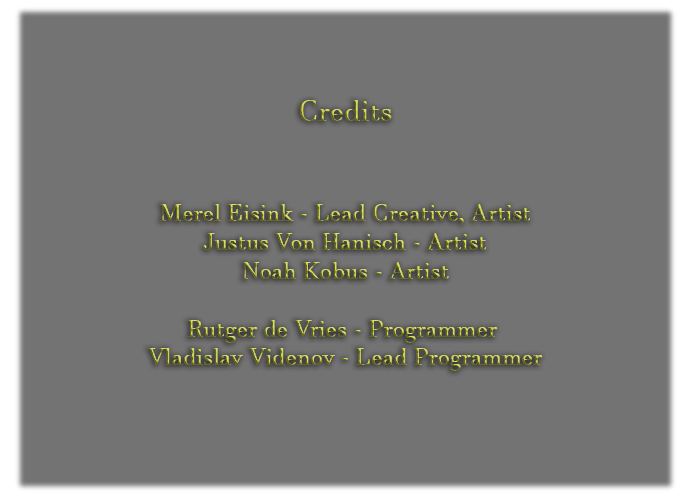 Credits
Merel Eisink - Lead Creative, Artist
Justus Von Hanisch - Artist
Noah Kobus - Artist
Rutger de Vries - Programmer
Vladislav Videnov - Lead Programmer